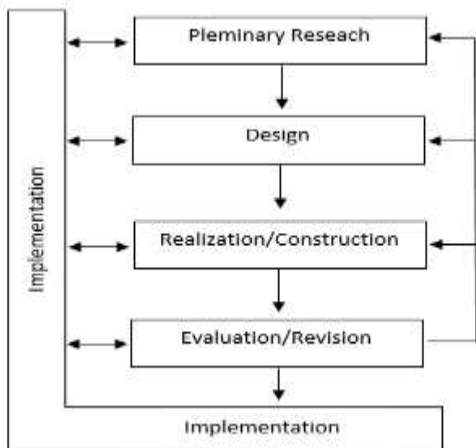 Pleminary Reseach
Design
Implementation
Realization/Construction
Evaluation/Revision
Implementation